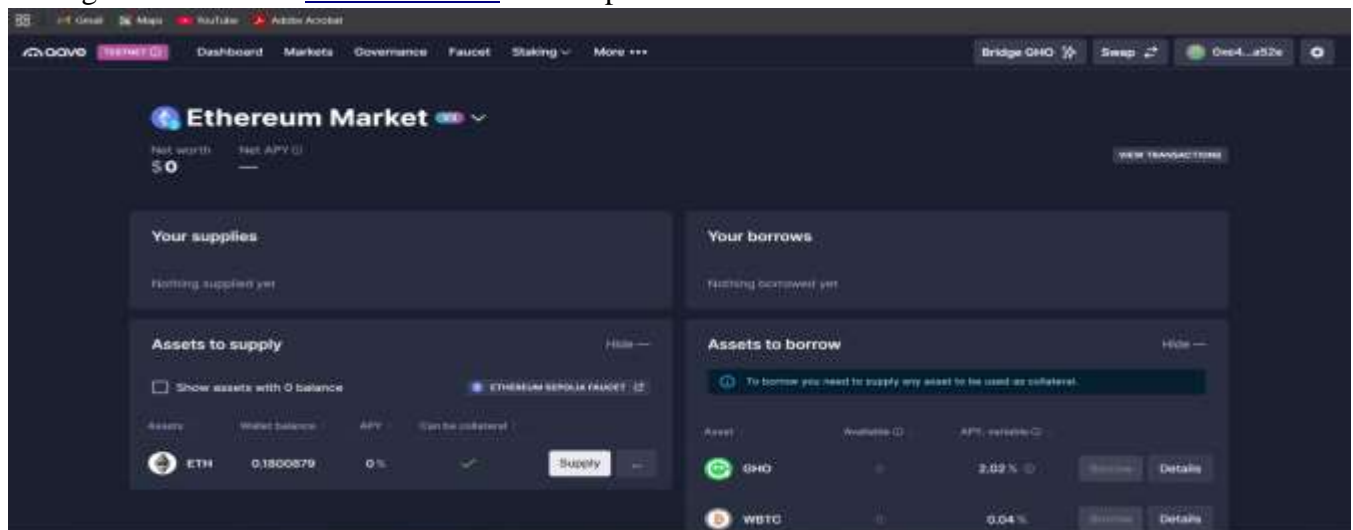 Gmail Maps YouTube Adobe Acrobat
aave TESTNET Dashboard Markets Governance Faucet Staking More ••• Bridge GHO Swap 0xc4...a52e
Ethereum Market
Net worth Net APY
$ 0 —
VIEW TRANSACTIONS
Your supplies
Nothing supplied yet
Your borrows
Nothing borrowed yet
Assets to supply Hide —
Show assets with 0 balance ETHEREUM SEPOLIA FAUCET
Assets Wallet balance APY Can be collateral
ETH 0.1800879 0 % Supply ...
Assets to borrow Hide —
To borrow you need to supply any asset to be used as collateral.
Asset Available APY, variable
GHO 0 2.02 % Borrow Details
WBTC 0 0.04 % Borrow Details